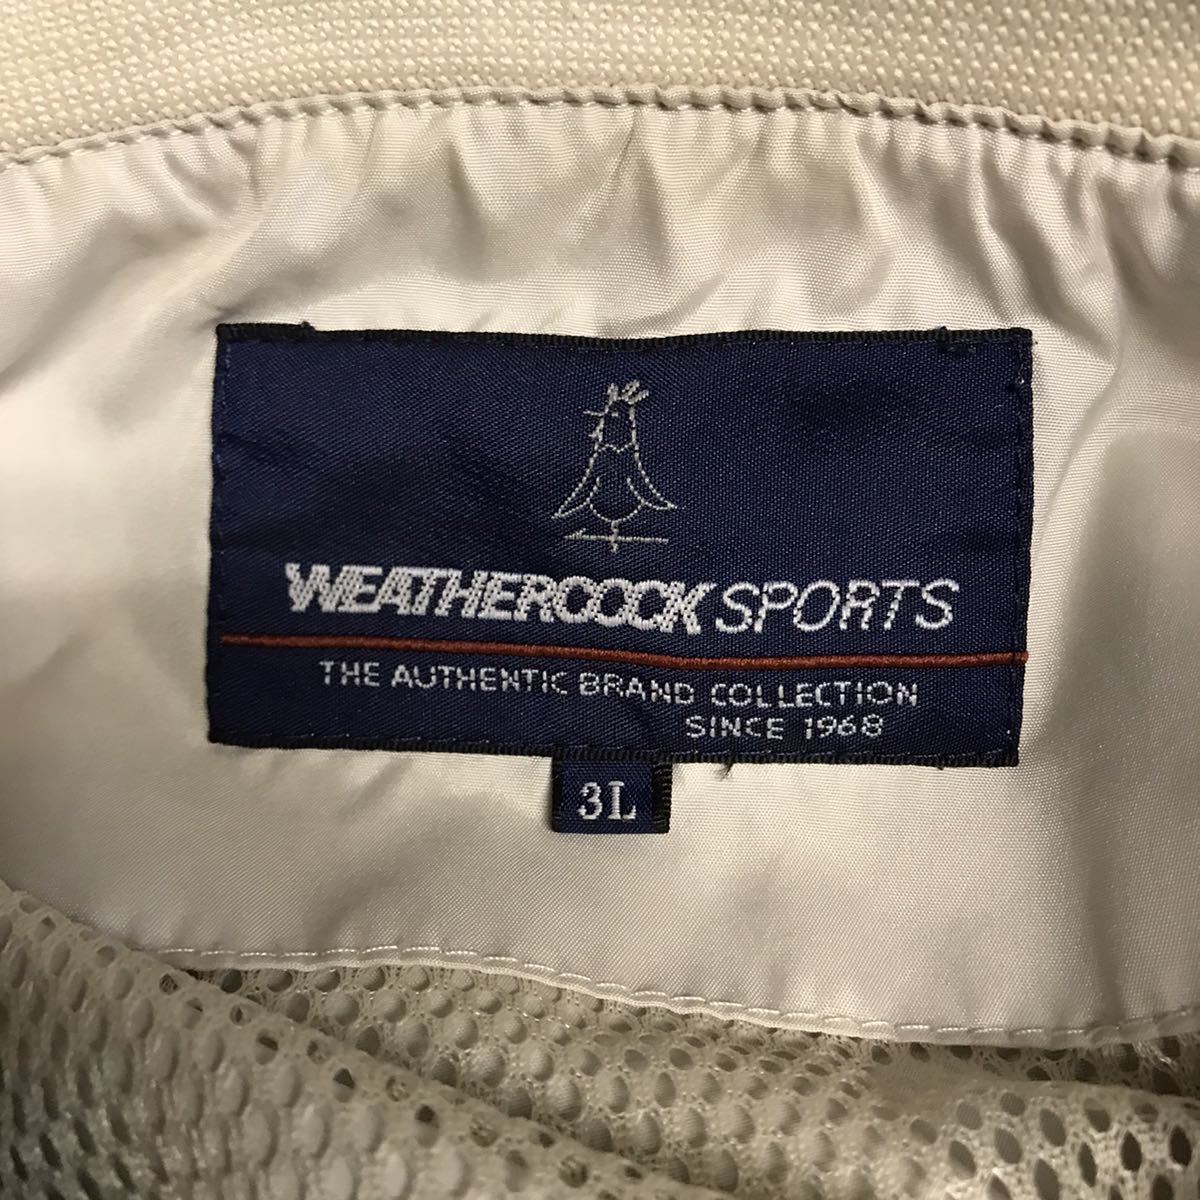 WEATHERCOCK SPORTS
THE AUTHENTIC BRAND COLLECTION
SINCE 1968
3L